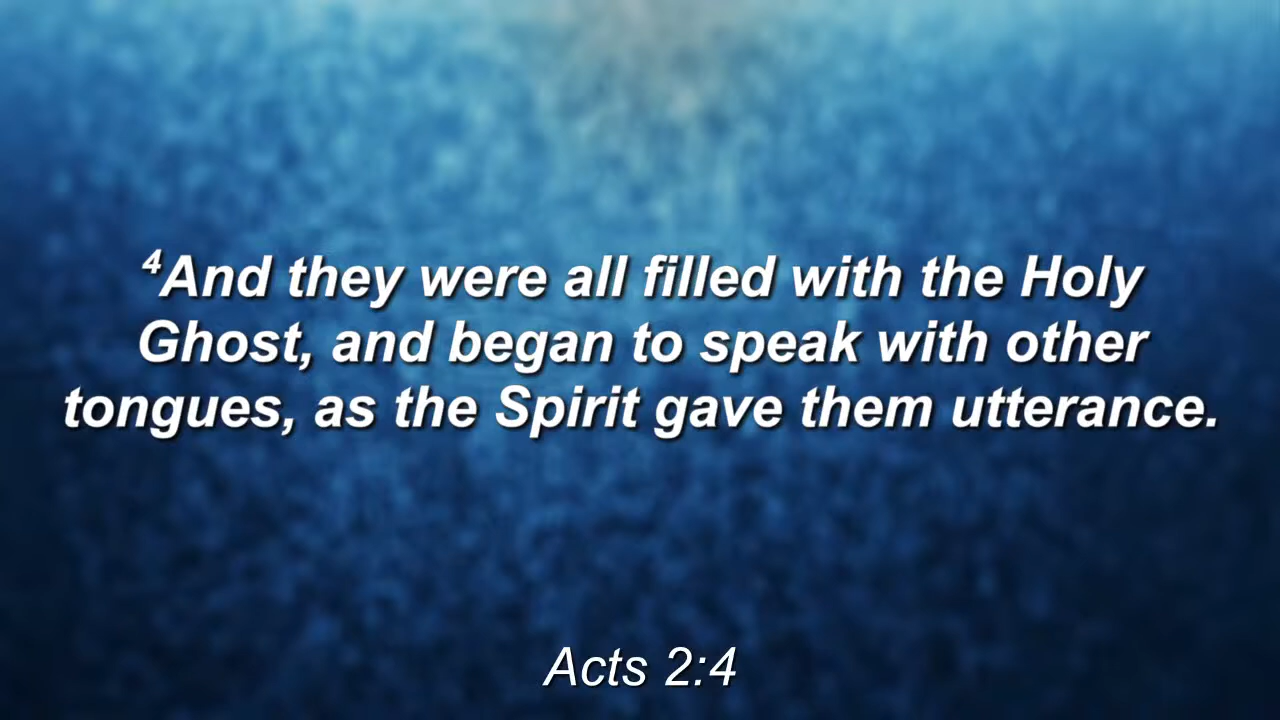 ⁴And they were all filled with the Holy
Ghost, and began to speak with other
tongues, as the Spirit gave them utterance.
Acts 2:4